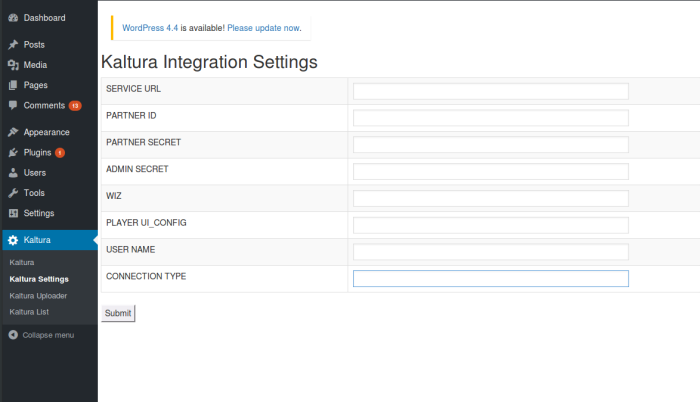 Dashboard
Posts
Media
Pages
Comments 13
Appearance
Plugins 1
Users
Tools
Settings
Kaltura
Kaltura
Kaltura Settings
Kaltura Uploader
Kaltura List
Collapse menu
WordPress 4.4 is available! Please update now.
Kaltura Integration Settings
SERVICE URL
PARTNER ID
PARTNER SECRET
ADMIN SECRET
WIZ
PLAYER UI_CONFIG
USER NAME
CONNECTION TYPE
Submit